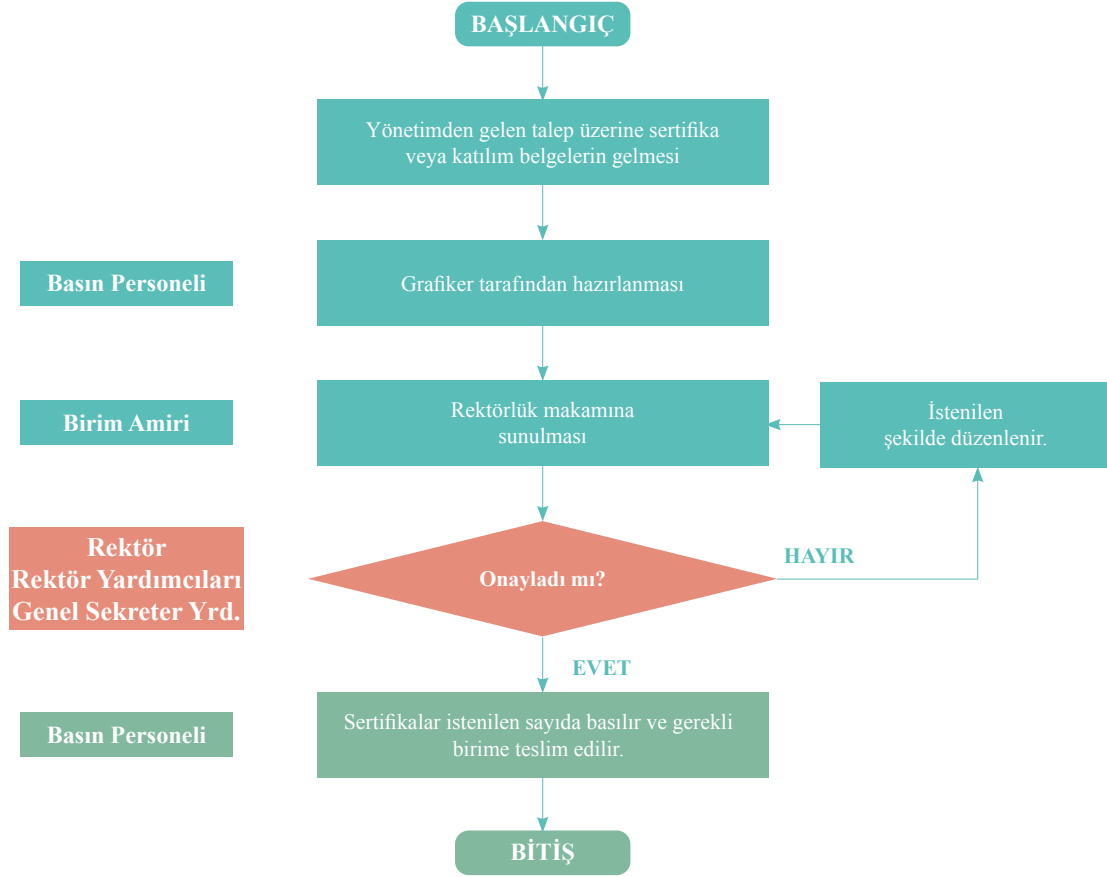 BAŞLANGIÇ
Yönetimden gelen talep üzerine sertifika
veya katılım belgelerin gelmesi
Basın Personeli
Grafiker tarafından hazırlanması
Birim Amiri
Rektörlük makamına
sunulması
İstenilen
şekilde düzenlenir.
Rektör
Rektör Yardımcıları
Genel Sekreter Yrd.
Onayladı mı?
HAYIR
EVET
Basın Personeli
Sertifikalar istenilen sayıda basılır ve gerekli
birime teslim edilir.
BİTİŞ